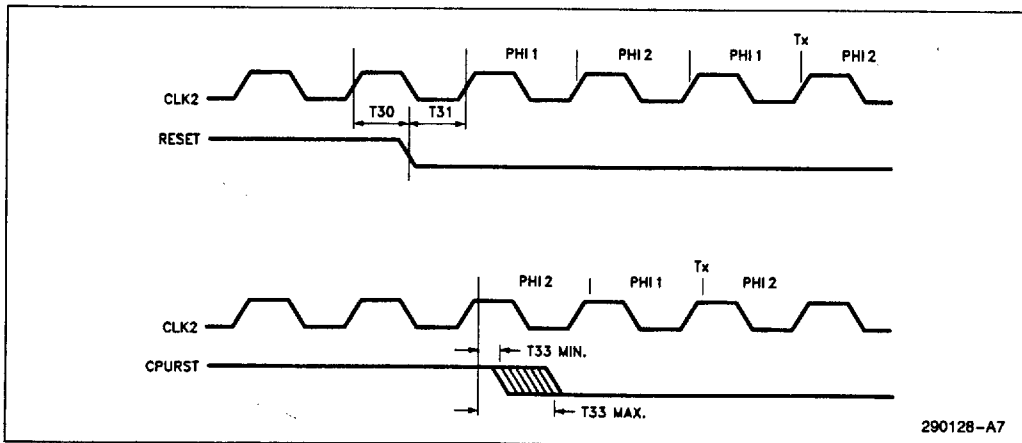 PHI 1 PHI 2 PHI 1 Tx PHI 2
CLK2
T30 T31
RESET
PHI 2 PHI 1 Tx PHI 2
CLK2
T33 MIN.
CPURST
T33 MAX.
290128-A7